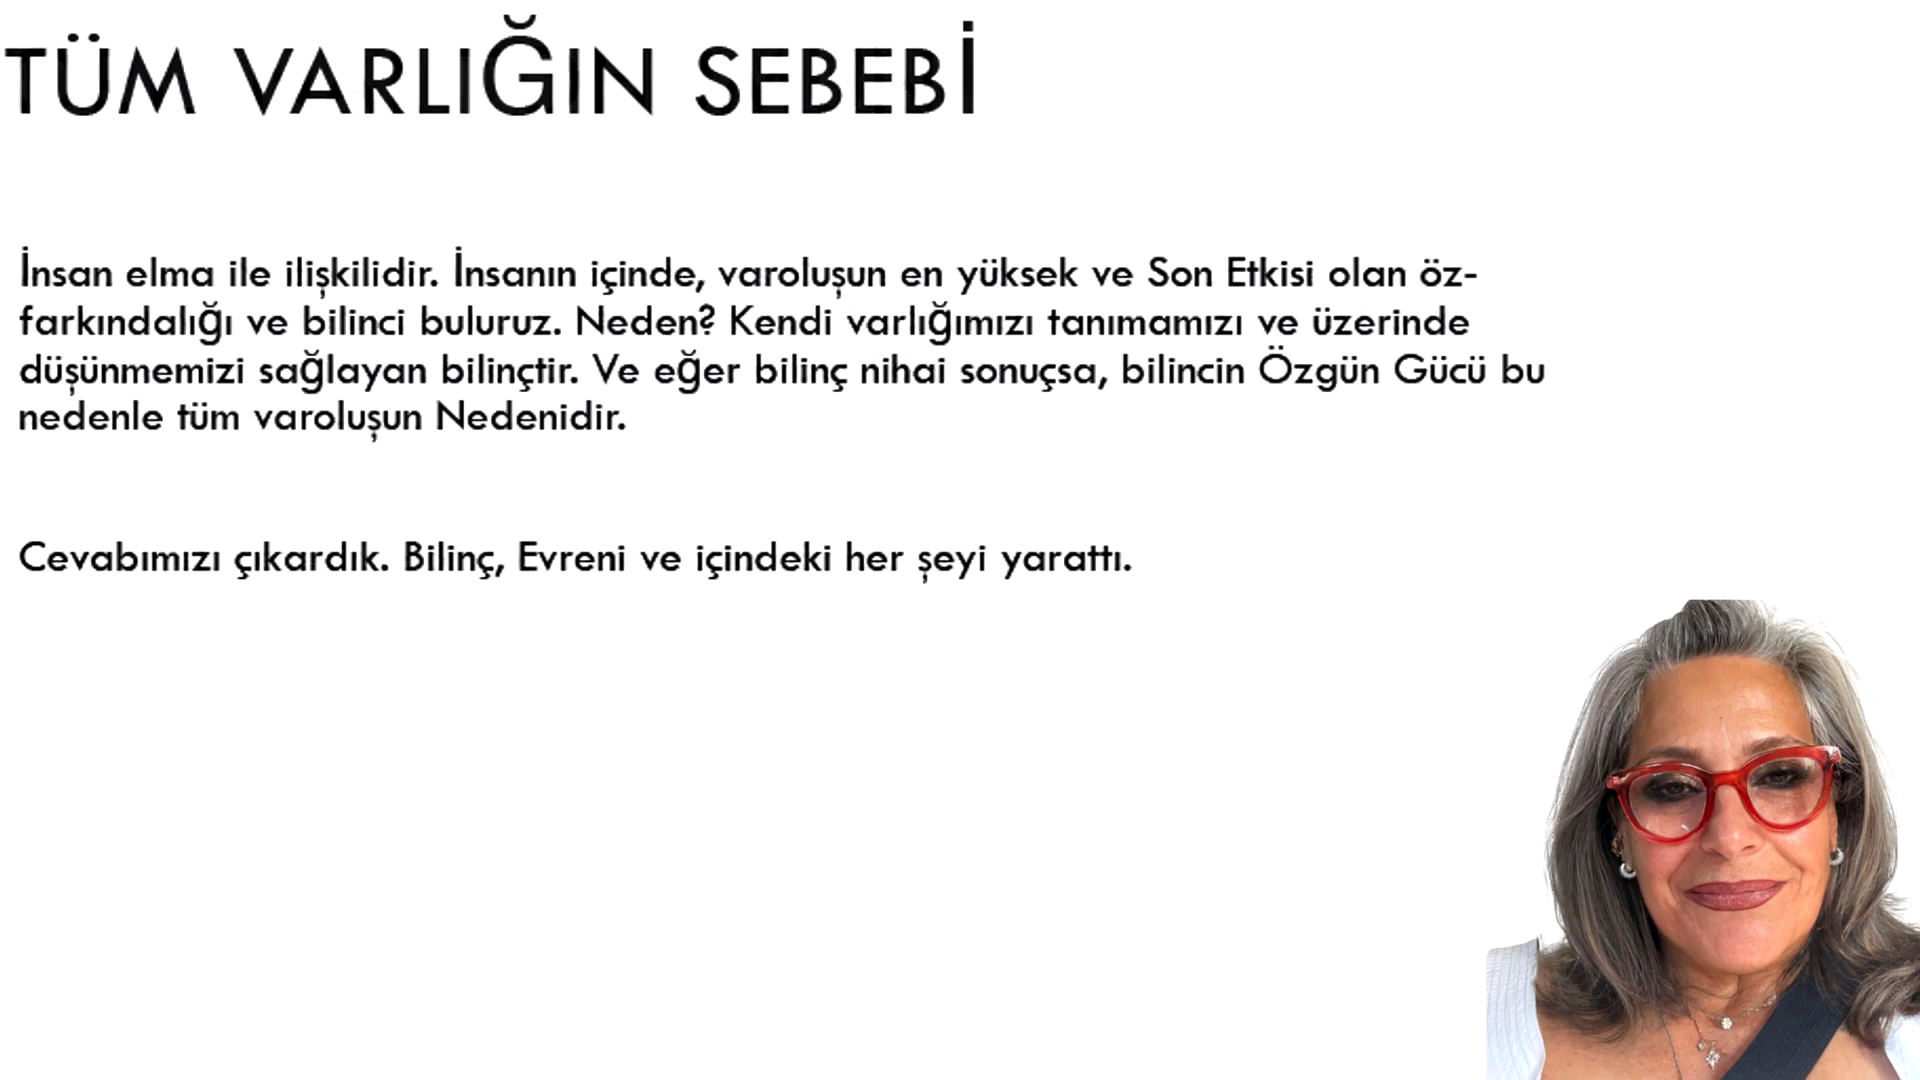 TÜM VARLIĞIN SEBEBİ
İnsan elma ile ilişkilidir. İnsanın içinde, varoluşun en yüksek ve Son Etkisi olan öz-
farkındalığı ve bilinci buluruz. Neden? Kendi varlığımızı tanımamızı ve üzerinde
düşünmemizi sağlayan bilinçtir. Ve eğer bilinç nihai sonuçsa, bilincin Özgün Gücü bu
nedenle tüm varoluşun Nedenidir.
Cevabımızı çıkardık. Bilinç, Evreni ve içindeki her şeyi yarattı.